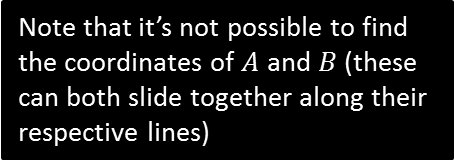 Note that it’s not possible to find
the coordinates of A and B (these
can both slide together along their
respective lines)